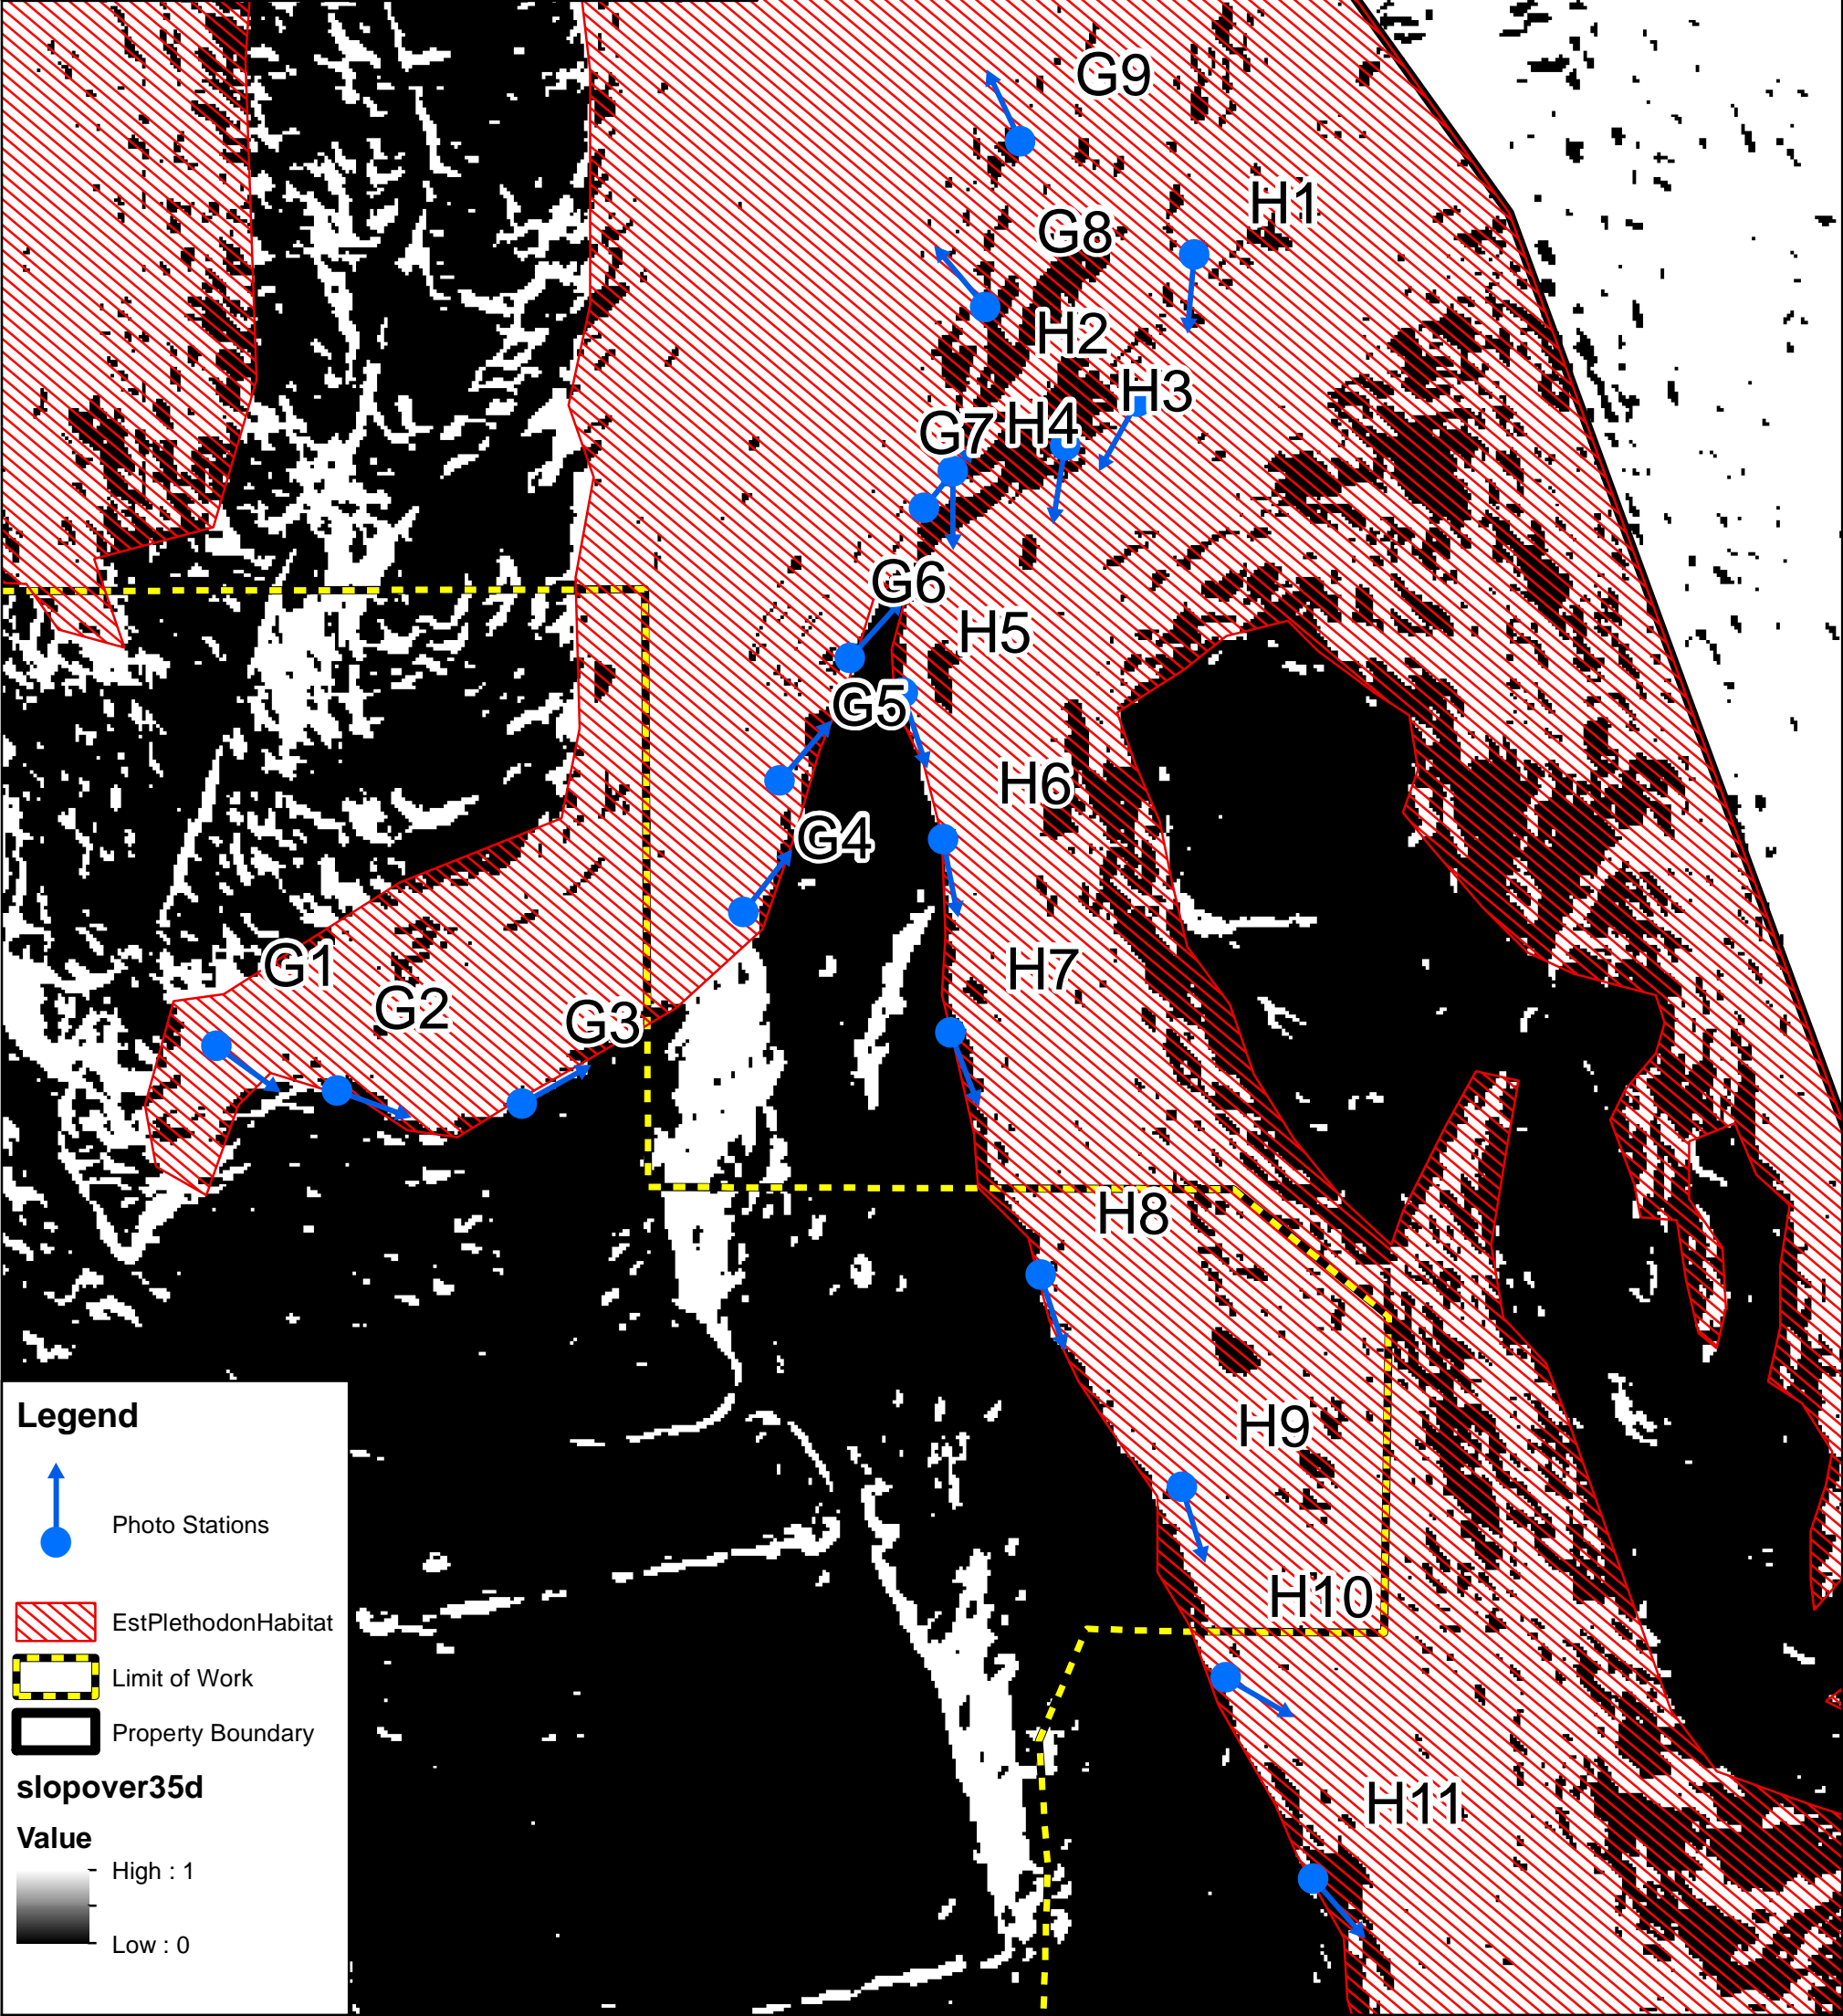 G9
H1
G8
H2
H3
G7
H4
G6
H5
G5
H6
G4
G1
H7
G2
G3
H8
H9
H10
H11
Legend
Photo Stations
EstPlethodonHabitat
Limit of Work
Property Boundary
slopover35d
Value
High : 1
Low : 0